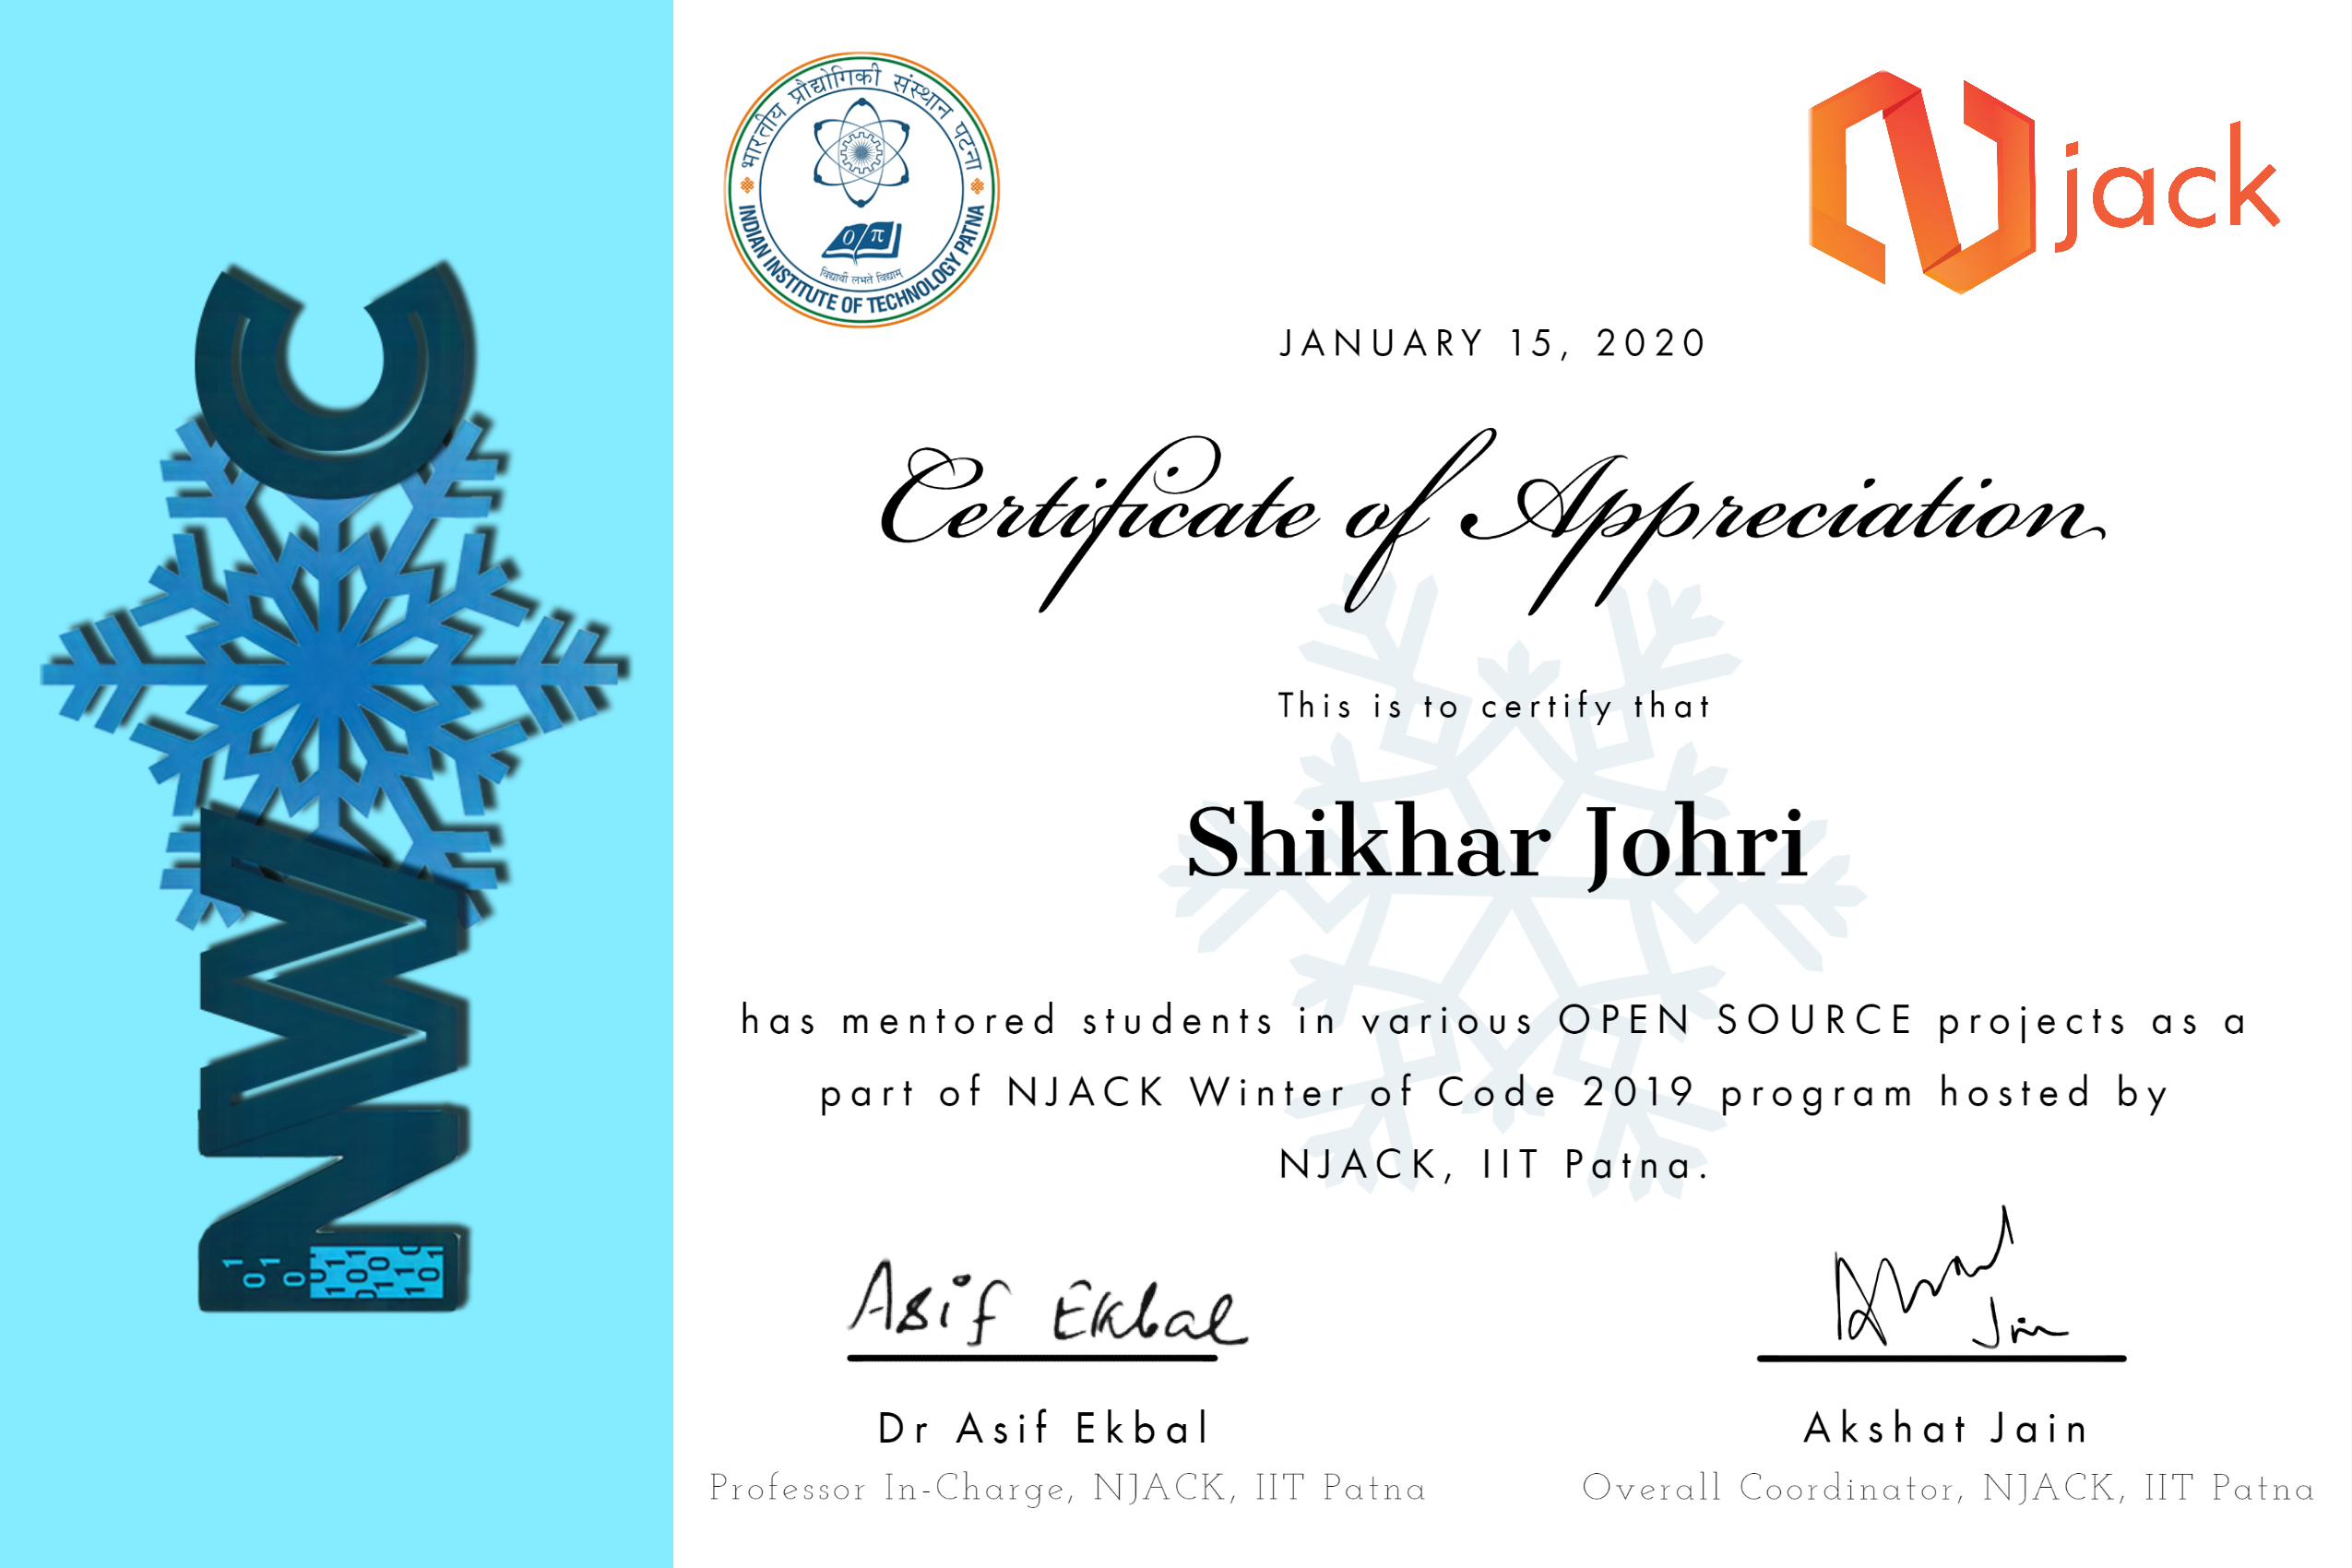 भारतीय प्रौद्योगिकी संस्थान पटना
INDIAN INSTITUTE OF TECHNOLOGY PATNA
विद्यार्थी लभते विद्याम्
0 π
jack
NWC
JANUARY 15, 2020
Certificate of Appreciation
This is to certify that
Shikhar Johri
has mentored students in various OPEN SOURCE projects as a
part of NJACK Winter of Code 2019 program hosted by
NJACK, IIT Patna.
Asif Ekbal
Jain
Dr Asif Ekbal
Akshat Jain
Professor In-Charge, NJACK, IIT Patna
Overall Coordinator, NJACK, IIT Patna